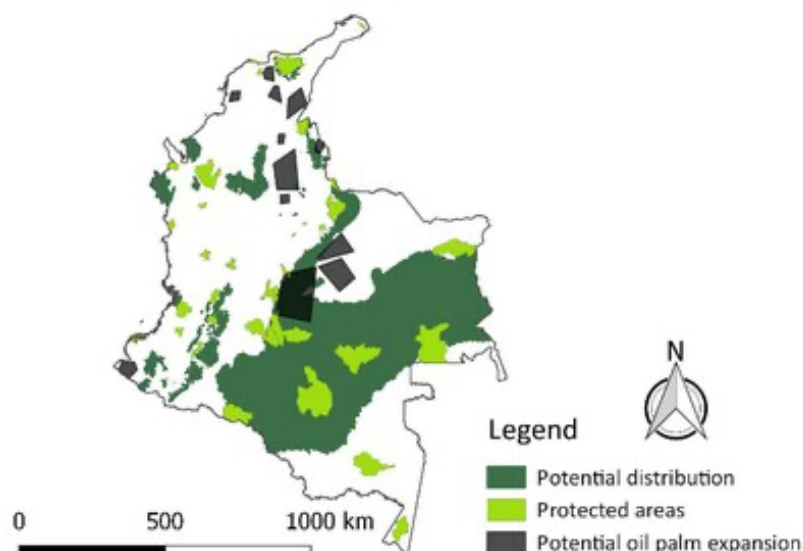 N
Legend
Potential distribution
Protected areas
Potential oil palm expansion
0 500 1000 km